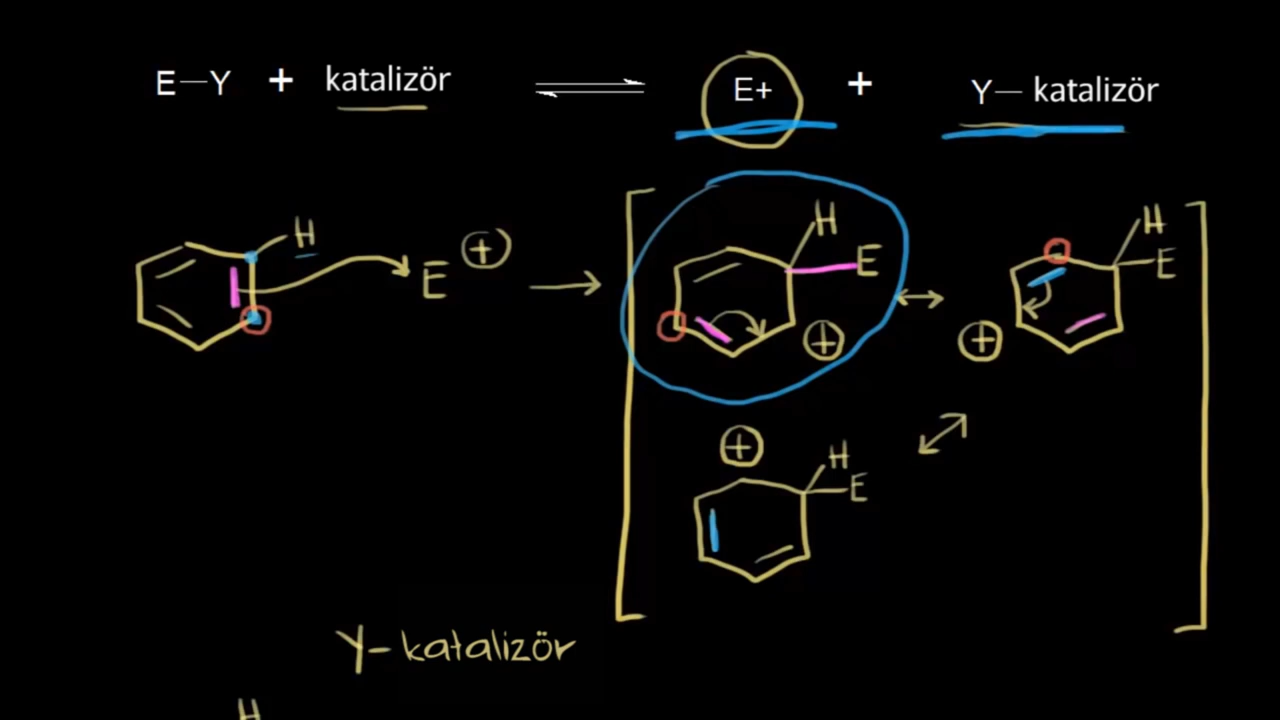 E—Y + katalizör ⇌ E+ + Y— katalizör
H
E ⊕ →
H
E
⊕ ↔
H
E
⊕
⊕
H
E
Y- katalizör
H